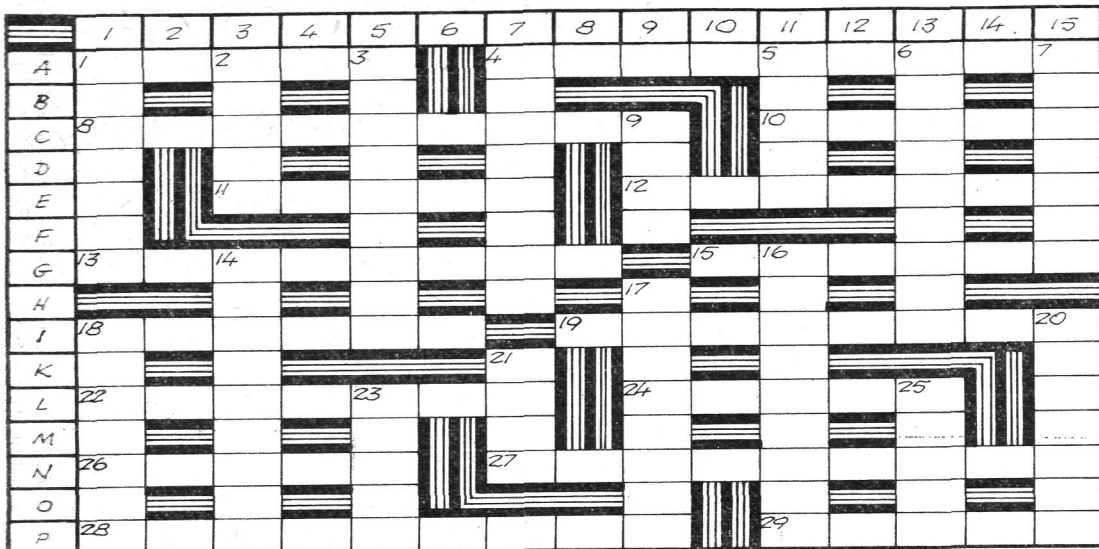 1 2 3 4 5 6 7 8 9 10 11 12 13 14. 15
A 1 2 3 4 5 6 7
B
C 8 9 10
D
E 11 12
F
G 13 14 15 16
H 17
I 18 19 20
K 21
L 22 23 24 25
M
N 26 27
O
P 28 29